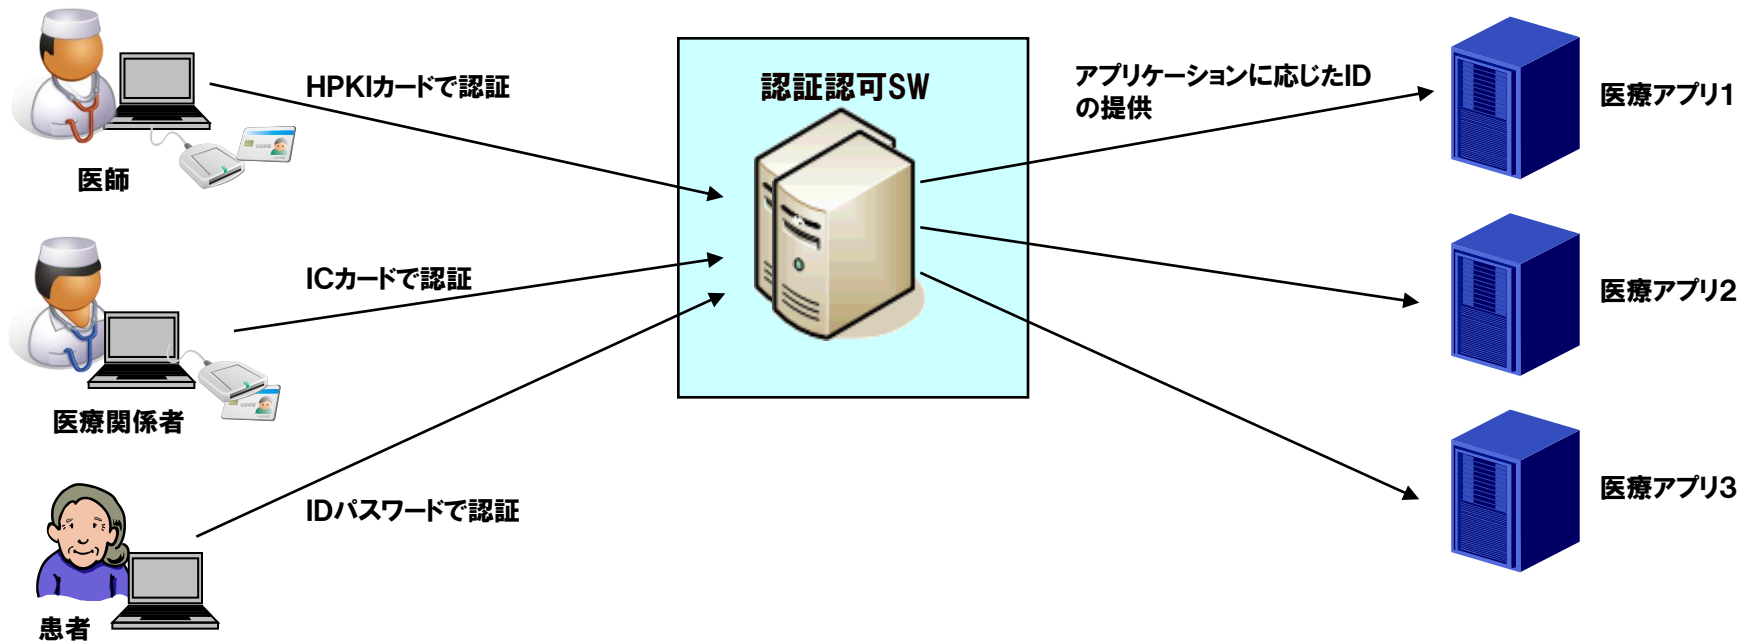 HPKIカードで認証
認証認可SW
アプリケーションに応じたID
の提供
医療アプリ1
医師
ICカードで認証
医療アプリ2
医療関係者
IDパスワードで認証
医療アプリ3
患者